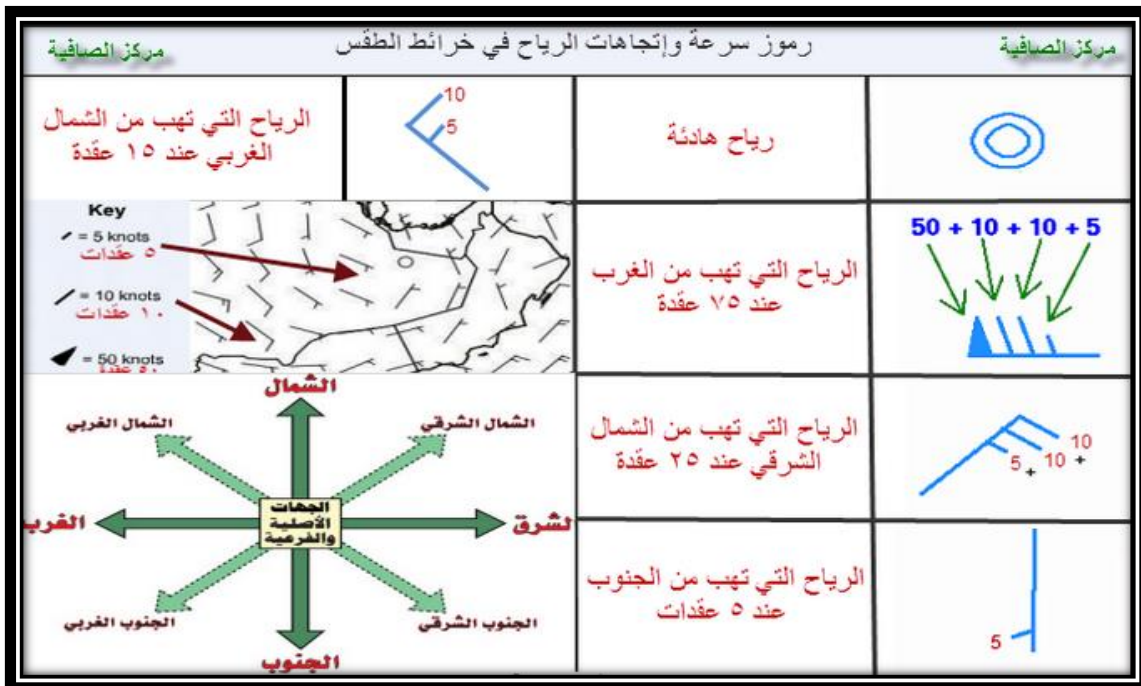 مركز الصافية
رموز سرعة وإتجاهات الرياح في خرائط الطقس
مركز الصافية
رياح هادئة
10
5
الرياح التي تهب من الشمال
الغربي عند ١٥ عقدة
50 + 10 + 10 + 5
الرياح التي تهب من الغرب
عند ٧٥ عقدة
Key
= 5 knots
٥ عقدات
= 10 knots
١٠ عقدات
= 50 knots
٥٠ عقدة
10
5 + 10 +
الرياح التي تهب من الشمال
الشرقي عند ٢٥ عقدة
5
الرياح التي تهب من الجنوب
عند ٥ عقدات
الشمال
الشمال الشرقي
الشمال الغربي
لشرق
الجهات
الأصلية
والفرعية
الغرب
الجنوب الشرقي
الجنوب الغربي
الجنوب